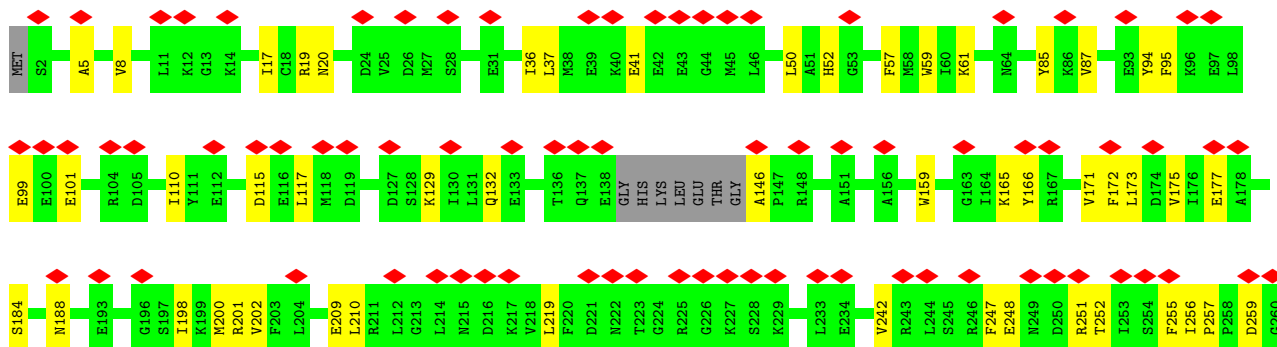 MET S2 A5 V8 L11 K12 G13 K14 I17 C18 R19 N20 D24 V25 D26 M27 S28 E31 I36 L37 M38 E39 K40 E41 E42 E43 G44 M45 L46 L50 A51 H52 G53 F57 M58 W59 I60 K61 N64 Y85 K86 V87 E93 Y94 F95 K96 E97 L98
E99 E100 E101 R104 D105 I110 Y111 E112 D115 E116 L117 M118 D119 D127 S128 K129 I130 L131 Q132 E133 T136 Q137 E138 GLY HIS LYS LEU GLU THR GLY A146 P147 R148 A151 A156 W159 G163 I164 K165 Y166 R167 V171 F172 L173 D174 V175 I176 E177 A178
S184 N188 E193 G196 S197 I198 K199 M200 R201 V202 F203 L204 E209 L210 R211 L212 G213 L214 N215 D216 K217 V218 L219 F220 D221 N222 T223 G224 R225 G226 K227 S228 K229 L233 E234 V242 R243 L244 S245 R246 F247 E248 N249 D250 R251 T252 I253 S254 F255 I256 P257 P258 D259 G260